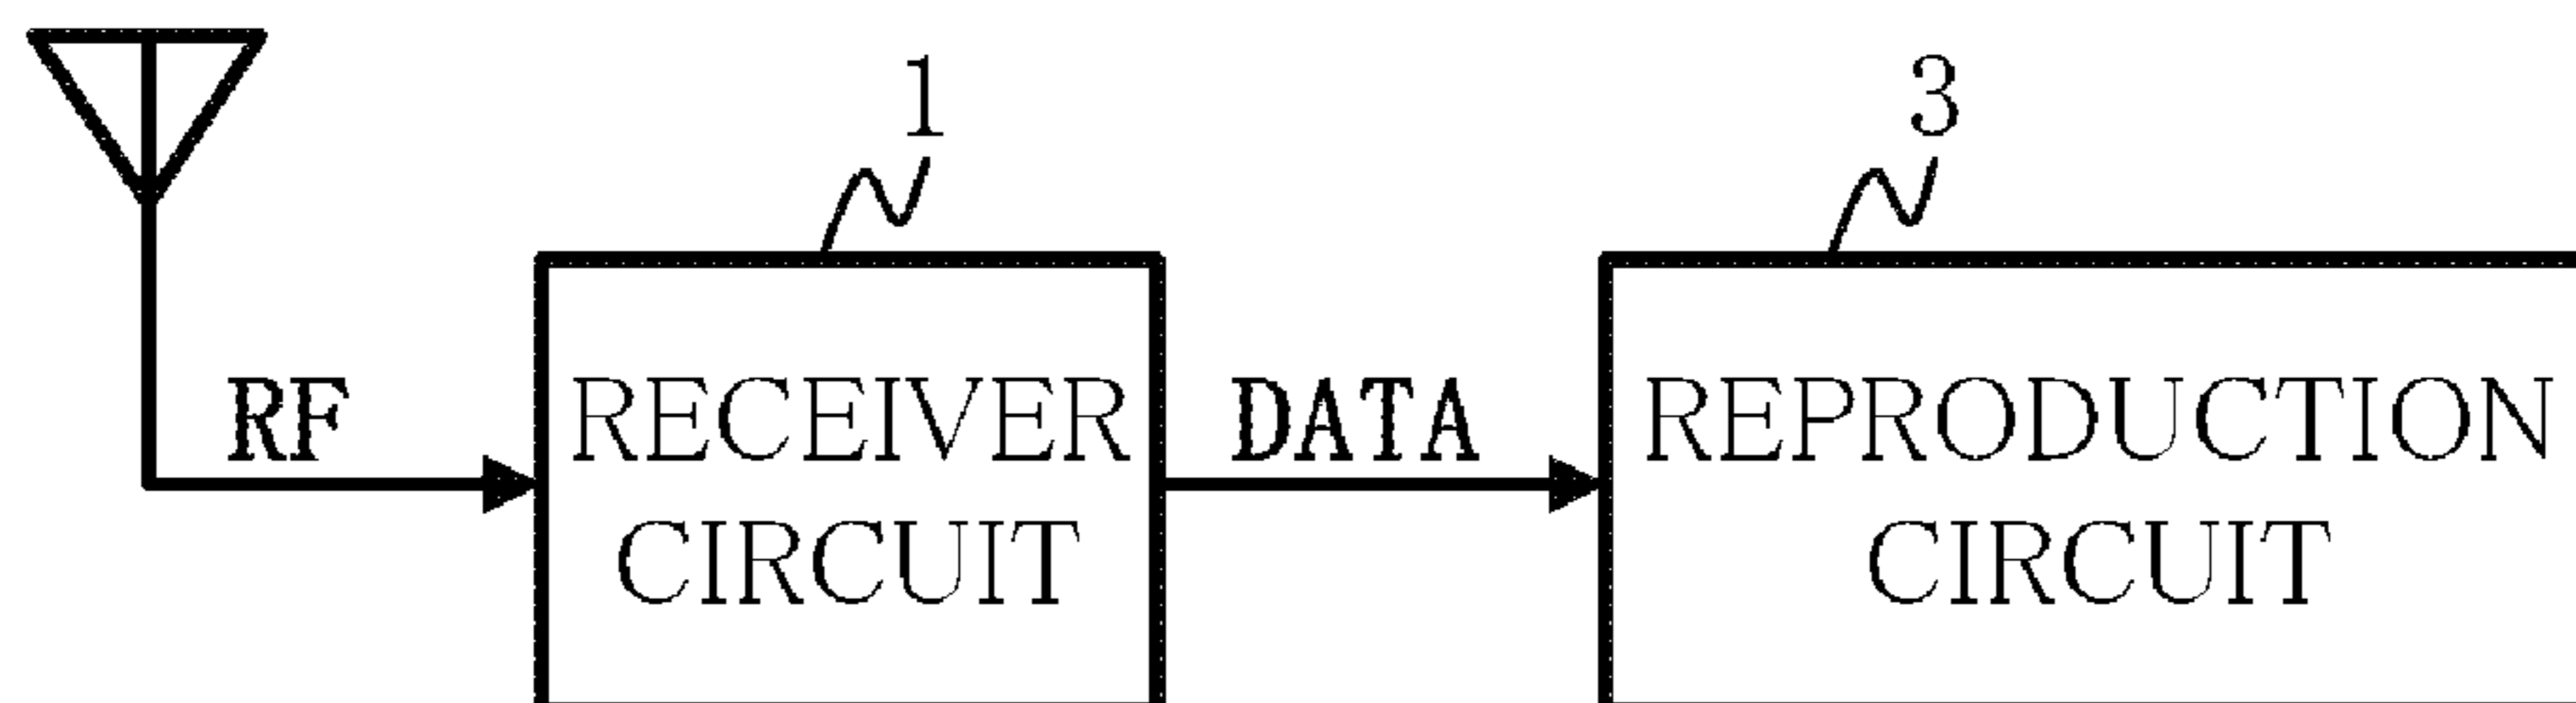 1
3
RF
RECEIVER
CIRCUIT
DATA
REPRODUCTION
CIRCUIT